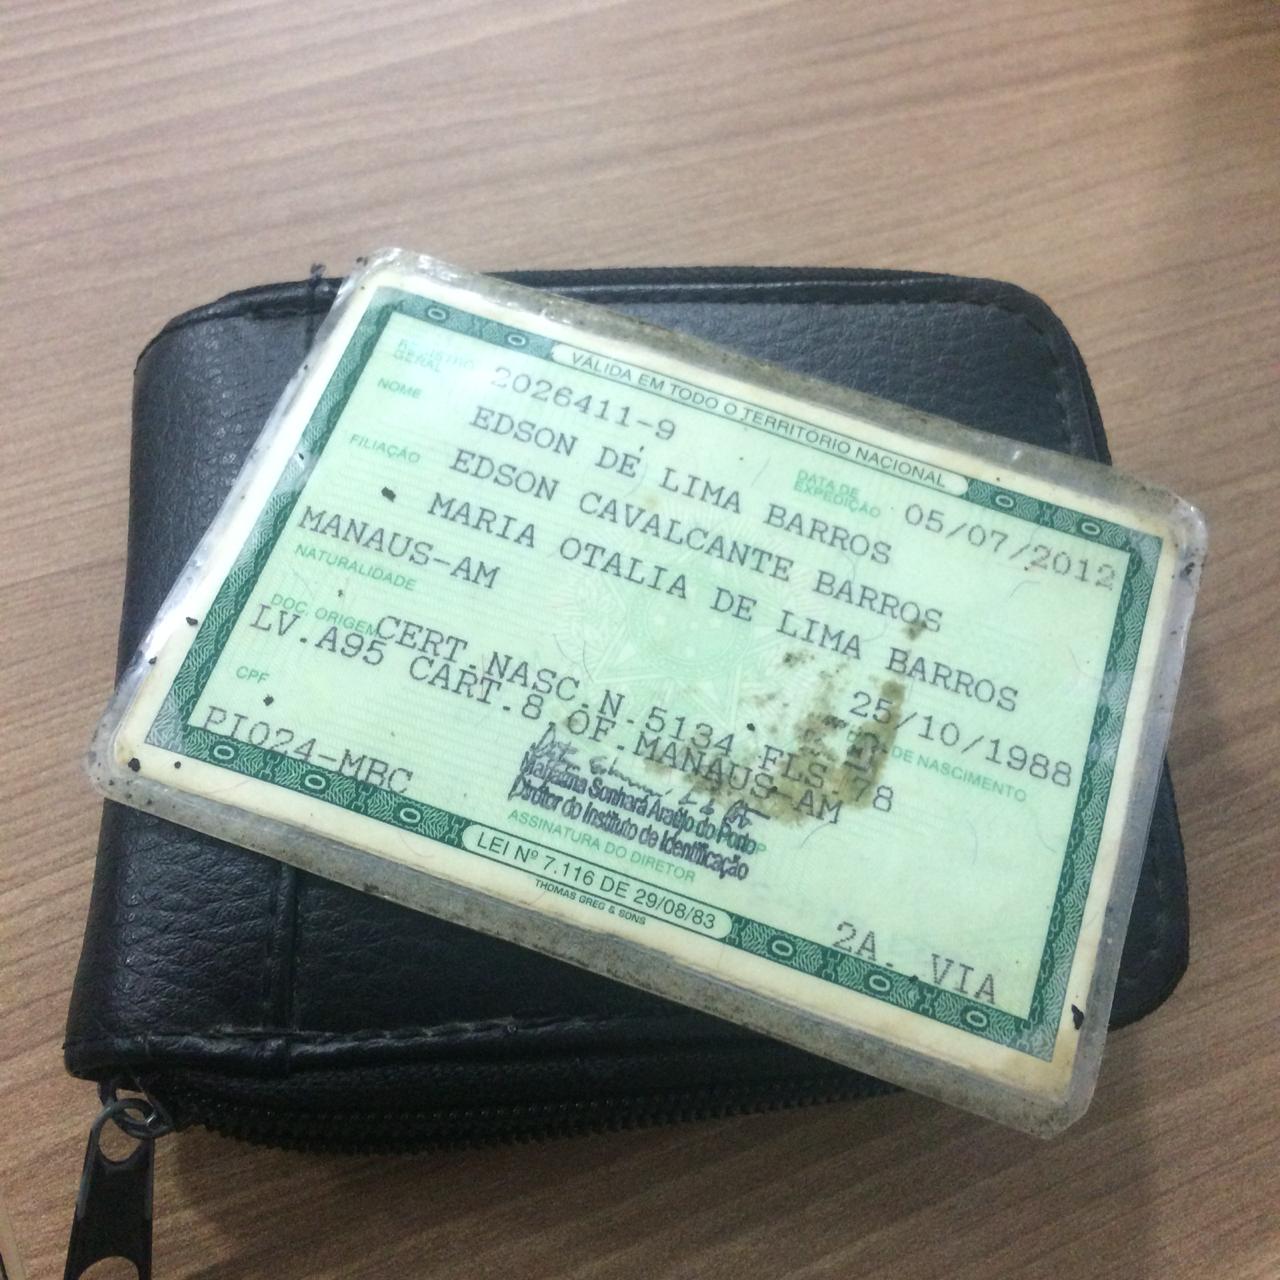 VÁLIDA EM TODO O TERRITÓRIO NACIONAL
REGISTRO GERAL 2026411-9
DATA DE EXPEDIÇÃO 05/07/2012
NOME EDSON DE LIMA BARROS
FILIAÇÃO EDSON CAVALCANTE BARROS
MARIA OTALIA DE LIMA BARROS
MANAUS-AM
NATURALIDADE
25/10/1988
DE NASCIMENTO
DOC. ORIGEM CERT.NASC.N.5134 FLS.78
LV.A95 CART.8.OF.MANAUS-AM
CPF
PI024-MBC
Araújo do Porto
Diretor do Instituto de Identificação
ASSINATURA DO DIRETOR
2A. VIA
LEI Nº 7.116 DE 29/08/83
THOMAS GREG & SONS